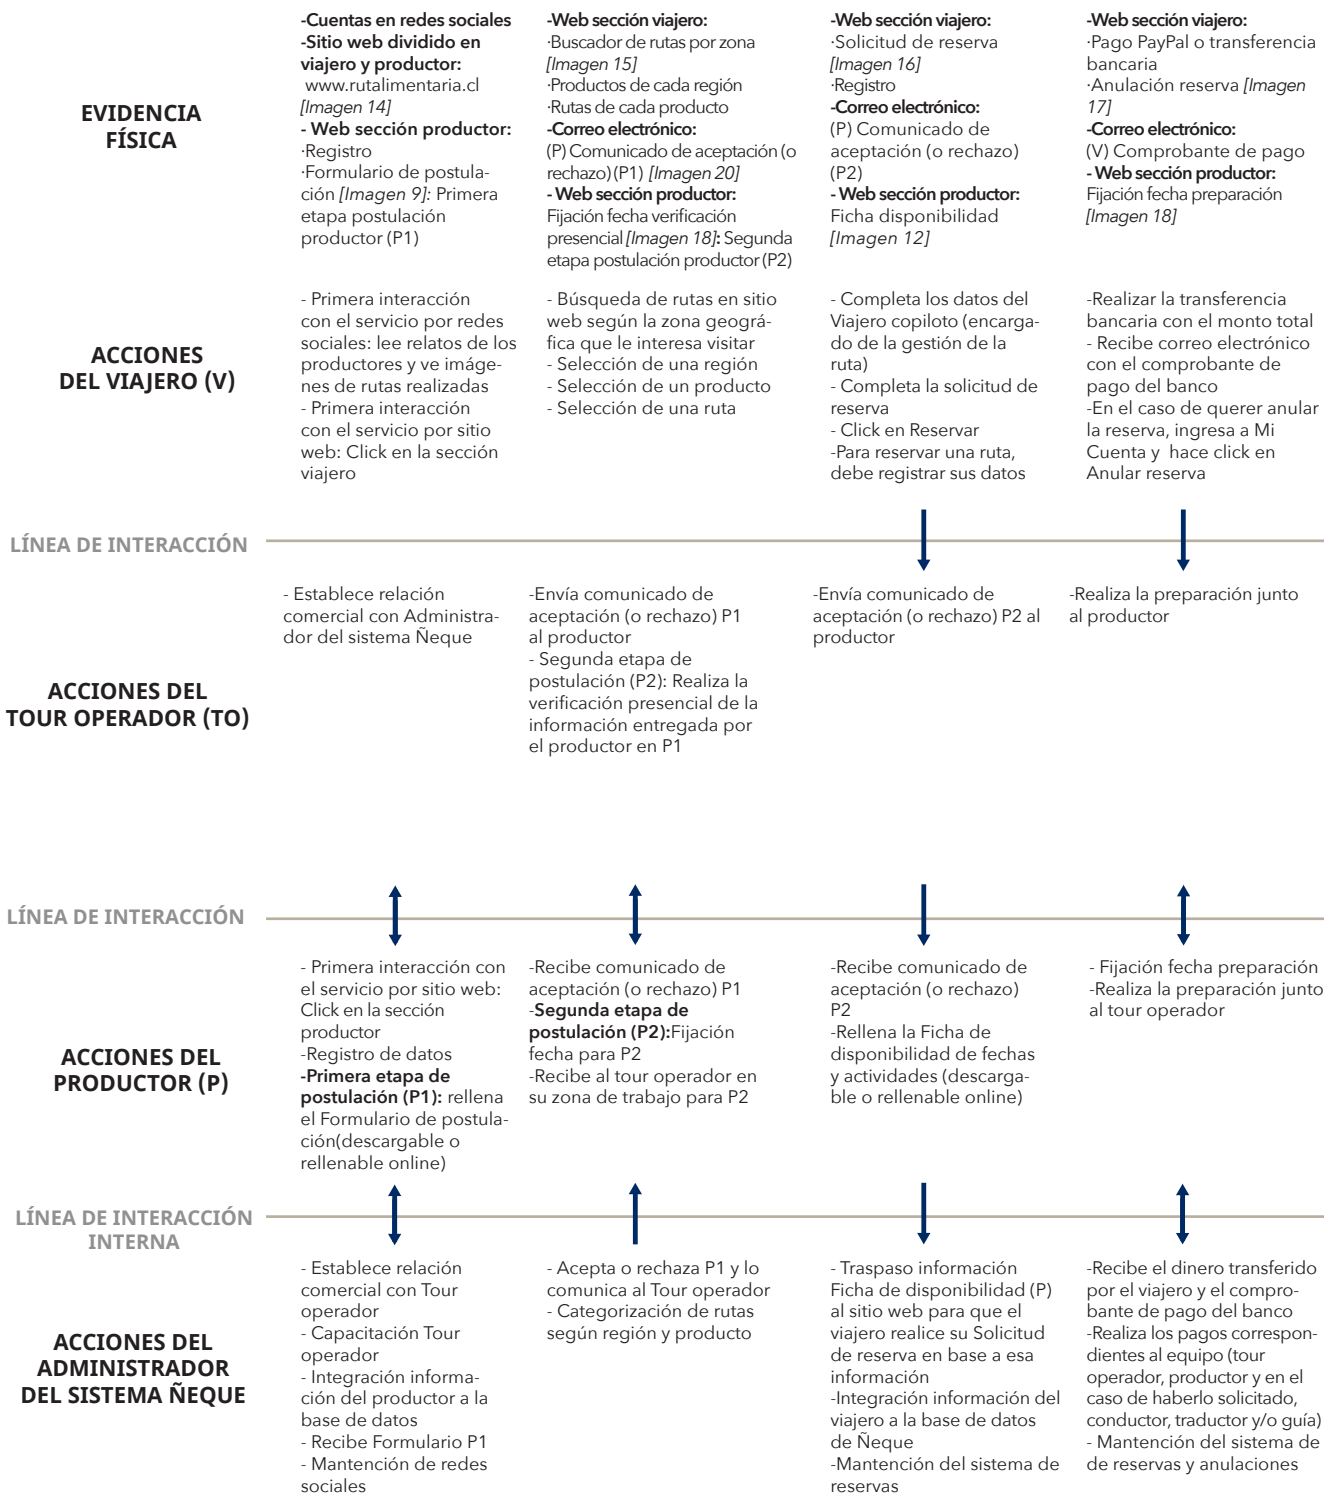 EVIDENCIA
FÍSICA
-Cuentas en redes sociales
-Sitio web dividido en
viajero y productor:
www.rutalimentaria.cl
[Imagen 14]
- Web sección productor:
·Registro
·Formulario de postula-
ción [Imagen 9]: Primera
etapa postulación
productor (P1)
-Web sección viajero:
·Buscador de rutas por zona
[Imagen 15]
·Productos de cada región
·Rutas de cada producto
-Correo electrónico:
(P) Comunicado de aceptación (o
rechazo) (P1) [Imagen 20]
- Web sección productor:
Fijación fecha verificación
presencial [Imagen 18]: Segunda
etapa postulación productor (P2)
-Web sección viajero:
·Solicitud de reserva
[Imagen 16]
·Registro
-Correo electrónico:
(P) Comunicado de
aceptación (o rechazo)
(P2)
- Web sección productor:
Ficha disponibilidad
[Imagen 12]
-Web sección viajero:
·Pago PayPal o transferencia
bancaria
·Anulación reserva [Imagen
17]
-Correo electrónico:
(V) Comprobante de pago
- Web sección productor:
Fijación fecha preparación
[Imagen 18]
ACCIONES
DEL VIAJERO (V)
- Primera interacción
con el servicio por redes
sociales: lee relatos de los
productores y ve imáge-
nes de rutas realizadas
- Primera interacción
con el servicio por sitio
web: Click en la sección
viajero
- Búsqueda de rutas en sitio
web según la zona geográ-
fica que le interesa visitar
- Selección de una región
- Selección de un producto
- Selección de una ruta
- Completa los datos del
Viajero copiloto (encarga-
do de la gestión de la
ruta)
- Completa la solicitud de
reserva
- Click en Reservar
-Para reservar una ruta,
debe registrar sus datos
-Realizar la transferencia
bancaria con el monto total
- Recibe correo electrónico
con el comprobante de
pago del banco
-En el caso de querer anular
la reserva, ingresa a Mi
Cuenta y hace click en
Anular reserva
LÍNEA DE INTERACCIÓN
ACCIONES DEL
TOUR OPERADOR (TO)
- Establece relación
comercial con Administra-
dor del sistema Ñeque
-Envía comunicado de
aceptación (o rechazo) P1
al productor
- Segunda etapa de
postulación (P2): Realiza la
verificación presencial de la
información entregada por
el productor en P1
-Envía comunicado de
aceptación (o rechazo) P2 al
productor
-Realiza la preparación junto
al productor
LÍNEA DE INTERACCIÓN
ACCIONES DEL
PRODUCTOR (P)
- Primera interacción con
el servicio por sitio web:
Click en la sección
productor
-Registro de datos
-Primera etapa de
postulación (P1): rellena
el Formulario de postula-
ción(descargable o
rellenable online)
-Recibe comunicado de
aceptación (o rechazo) P1
-Segunda etapa de
postulación (P2):Fijación
fecha para P2
-Recibe al tour operador en
su zona de trabajo para P2
-Recibe comunicado de
aceptación (o rechazo)
P2
-Rellena la Ficha de
disponibilidad de fechas
y actividades (descarga-
ble o rellenable online)
- Fijación fecha preparación
-Realiza la preparación junto
al tour operador
LÍNEA DE INTERACCIÓN
INTERNA
ACCIONES DEL
ADMINISTRADOR
DEL SISTEMA ÑEQUE
- Establece relación
comercial con Tour
operador
- Capacitación Tour
operador
- Integración informa-
ción del productor a la
base de datos
- Recibe Formulario P1
- Mantención de redes
sociales
- Acepta o rechaza P1 y lo
comunica al Tour operador
- Categorización de rutas
según región y producto
- Traspaso información
Ficha de disponibilidad (P)
al sitio web para que el
viajero realice su Solicitud
de reserva en base a esa
información
-Integración información del
viajero a la base de datos
de Ñeque
-Mantención del sistema de
reservas
-Recibe el dinero transferido
por el viajero y el compro-
bante de pago del banco
-Realiza los pagos correspon-
dientes al equipo (tour
operador, productor y en el
caso de haberlo solicitado,
conductor, traductor y/o guía)
- Mantención del sistema de
de reservas y anulaciones